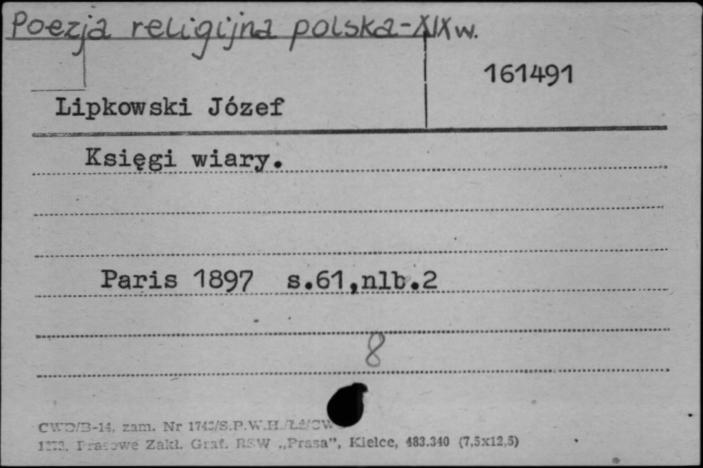 Poezja religijna polska-XIX w.
161491
Lipkowski Józef
Księgi wiary.
Paris 1897 s.61,nlb.2
8
CWD/B-14, zam. Nr
Prasowe Zakł. Graf. RSW „Prasa”, Kielce, 483.340 (7,5x12,5)